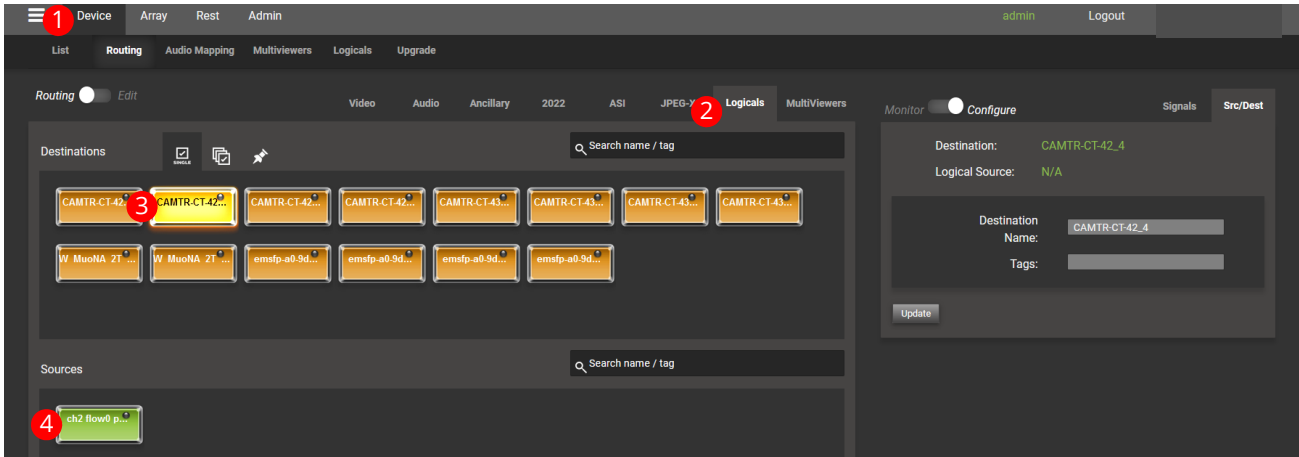 1 Device Array Rest Admin admin Logout
List Routing Audio Mapping Multiviewers Logicals Upgrade
Routing Edit
Video Audio Ancillary 2022 ASI JPEG-X 2 Logicals MultiViewers
Monitor Configure Signals Src/Dest
Destinations SINGLE Search name / tag
CAMTR-CT-42... 3 CAMTR-CT-42... CAMTR-CT-42... CAMTR-CT-42... CAMTR-CT-43... CAMTR-CT-43... CAMTR-CT-43... CAMTR-CT-43...
W_MuoNA_2T_... W_MuoNA_2T_... emsfp-a0-9d... emsfp-a0-9d... emsfp-a0-9d... emsfp-a0-9d...
Destination: CAMTR-CT-42_4
Logical Source: N/A
Destination Name: CAMTR-CT-42_4
Tags:
Update
Sources Search name / tag
4 ch2 flow0 p...